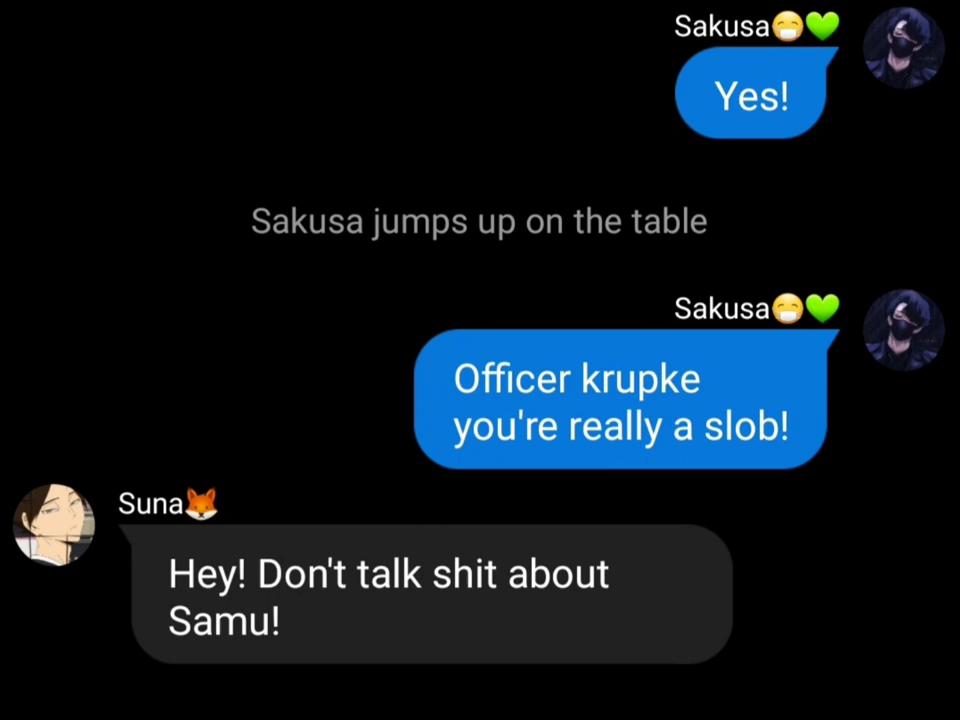 Sakusa😷💚
Yes!
Sakusa jumps up on the table
Sakusa😷💚
Officer krupke
you're really a slob!
Suna🦊
Hey! Don't talk shit about
Samu!